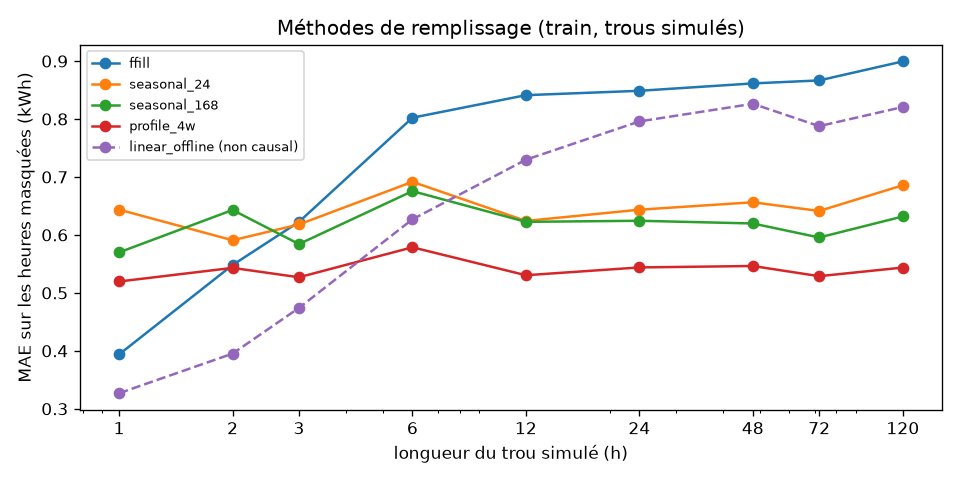 Méthodes de remplissage (train, trous simulés)
MAE sur les heures masquées (kWh)
0.9
0.8
0.7
0.6
0.5
0.4
0.3
ffill
seasonal_24
seasonal_168
profile_4w
linear_offline (non causal)
1 2 3 6 12 24 48 72 120
longueur du trou simulé (h)